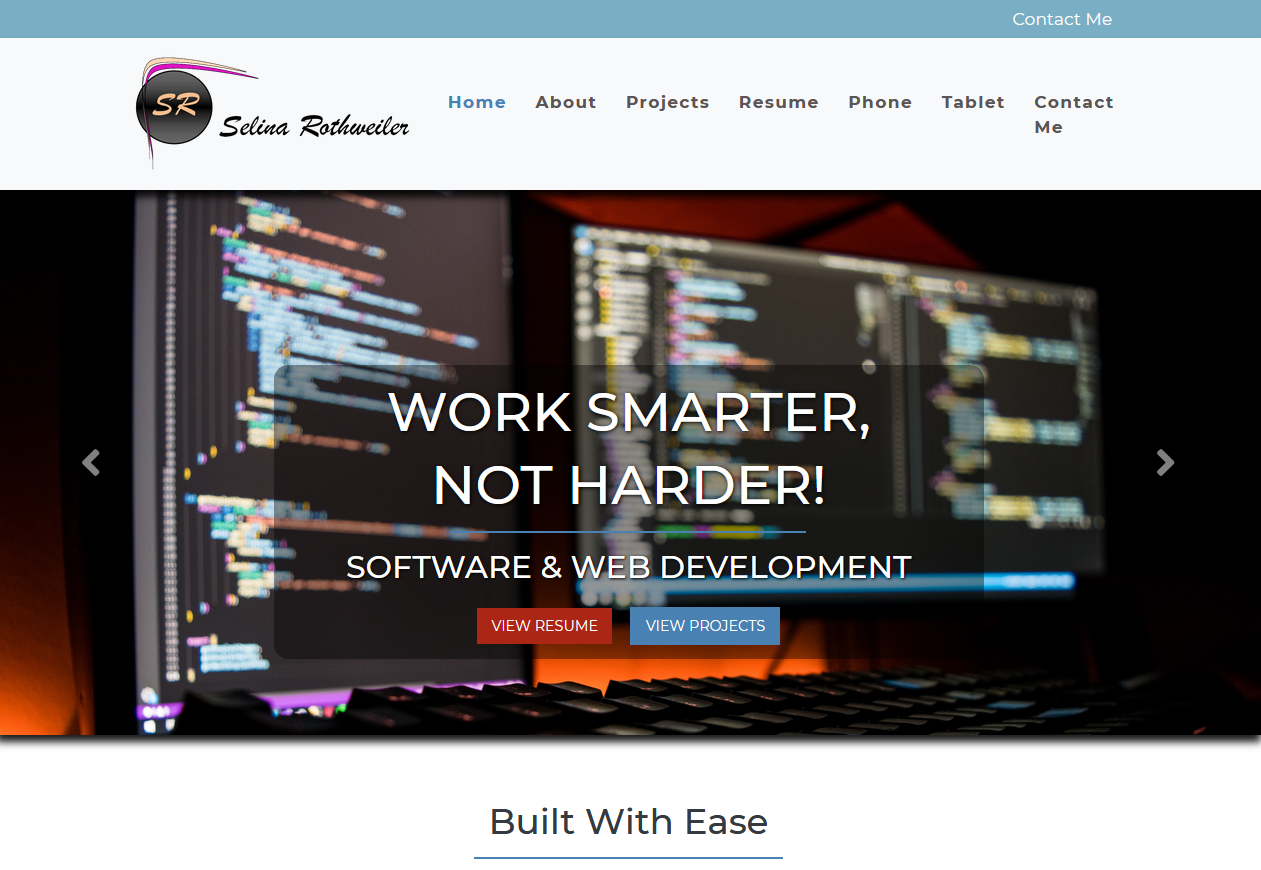 Contact Me
SR
Selina Rothweiler
Home About Projects Resume Phone Tablet Contact Me
WORK SMARTER,
NOT HARDER!
SOFTWARE & WEB DEVELOPMENT
VIEW RESUME VIEW PROJECTS
Built With Ease